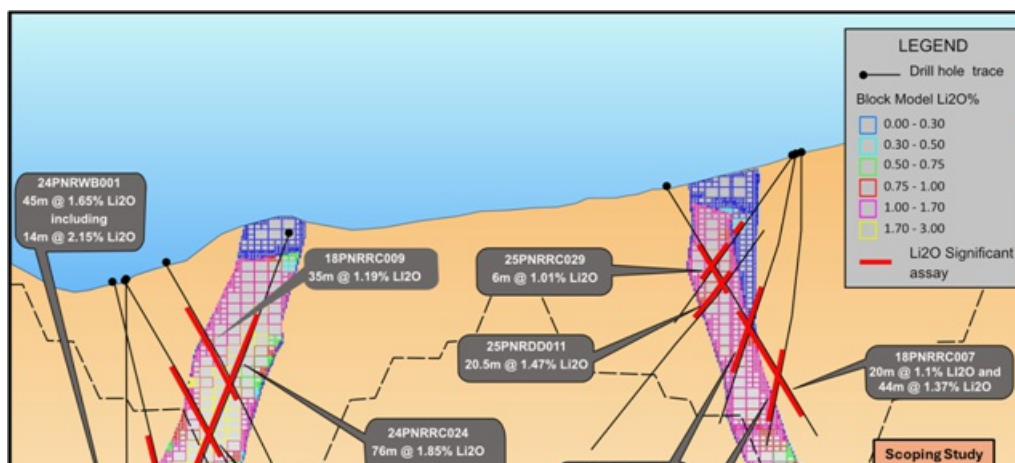 LEGEND
Drill hole trace
Block Model Li2O%
0.00 - 0.30
0.30 - 0.50
0.50 - 0.75
0.75 - 1.00
1.00 - 1.70
1.70 - 3.00
Li2O Significant
assay
24PNRWB001
45m @ 1.65% Li2O
including
14m @ 2.15% Li2O
18PNRRC009
35m @ 1.19% LI2O
25PNRRC029
6m @ 1.01% LI2O
25PNRDD011
20.5m @ 1.47% LI2O
18PNRRC007
20m @ 1.1% LI2O and
44m @ 1.37% LI2O
24PNRRC024
76m @ 1.85% LI2O
Scoping Study